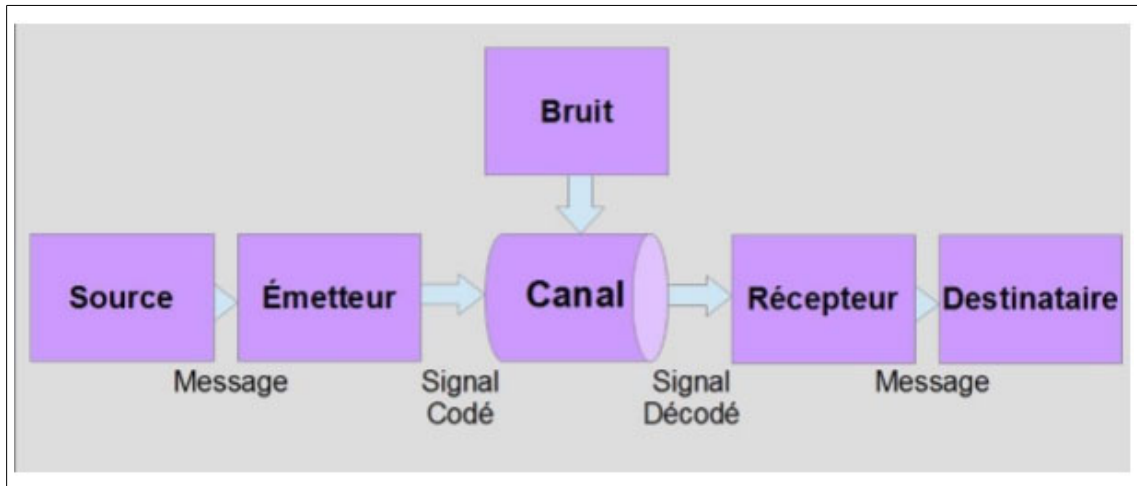 Bruit
Source
Émetteur
Canal
Récepteur
Destinataire
Message
Signal
Codé
Signal
Décodé
Message